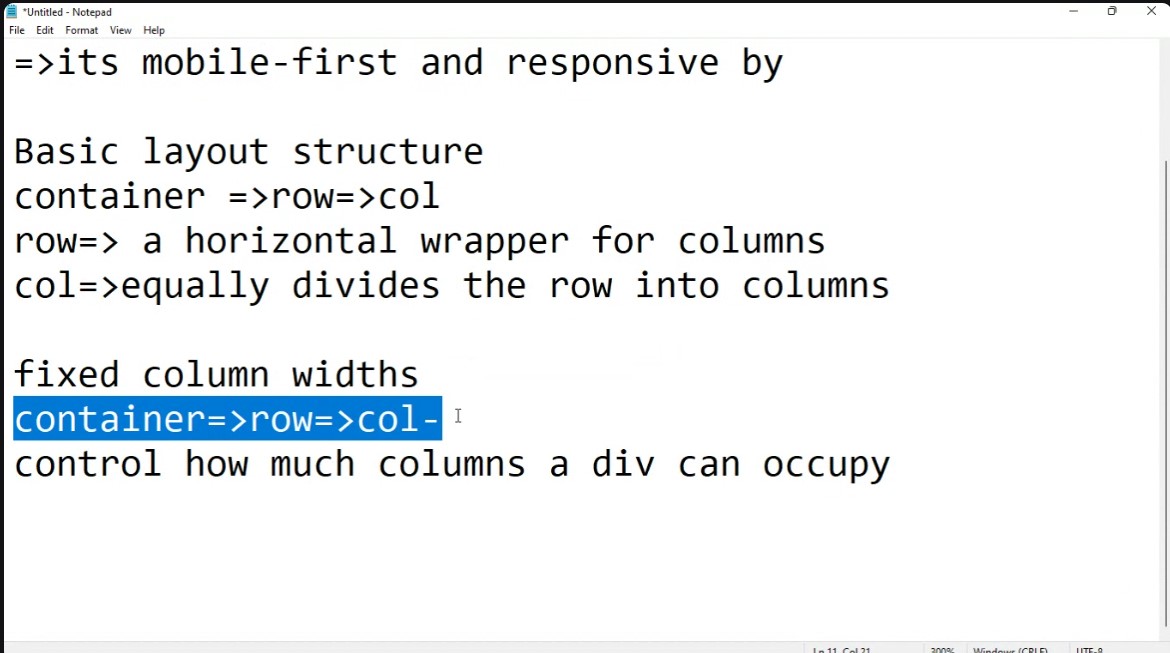 *Untitled - Notepad
File Edit Format View Help
=>its mobile-first and responsive by
Basic layout structure
container =>row=>col
row=> a horizontal wrapper for columns
col=>equally divides the row into columns
fixed column widths
container=>row=>col-
control how much columns a div can occupy
Ln 11, Col 21 300% Windows (CRLF) UTF-8